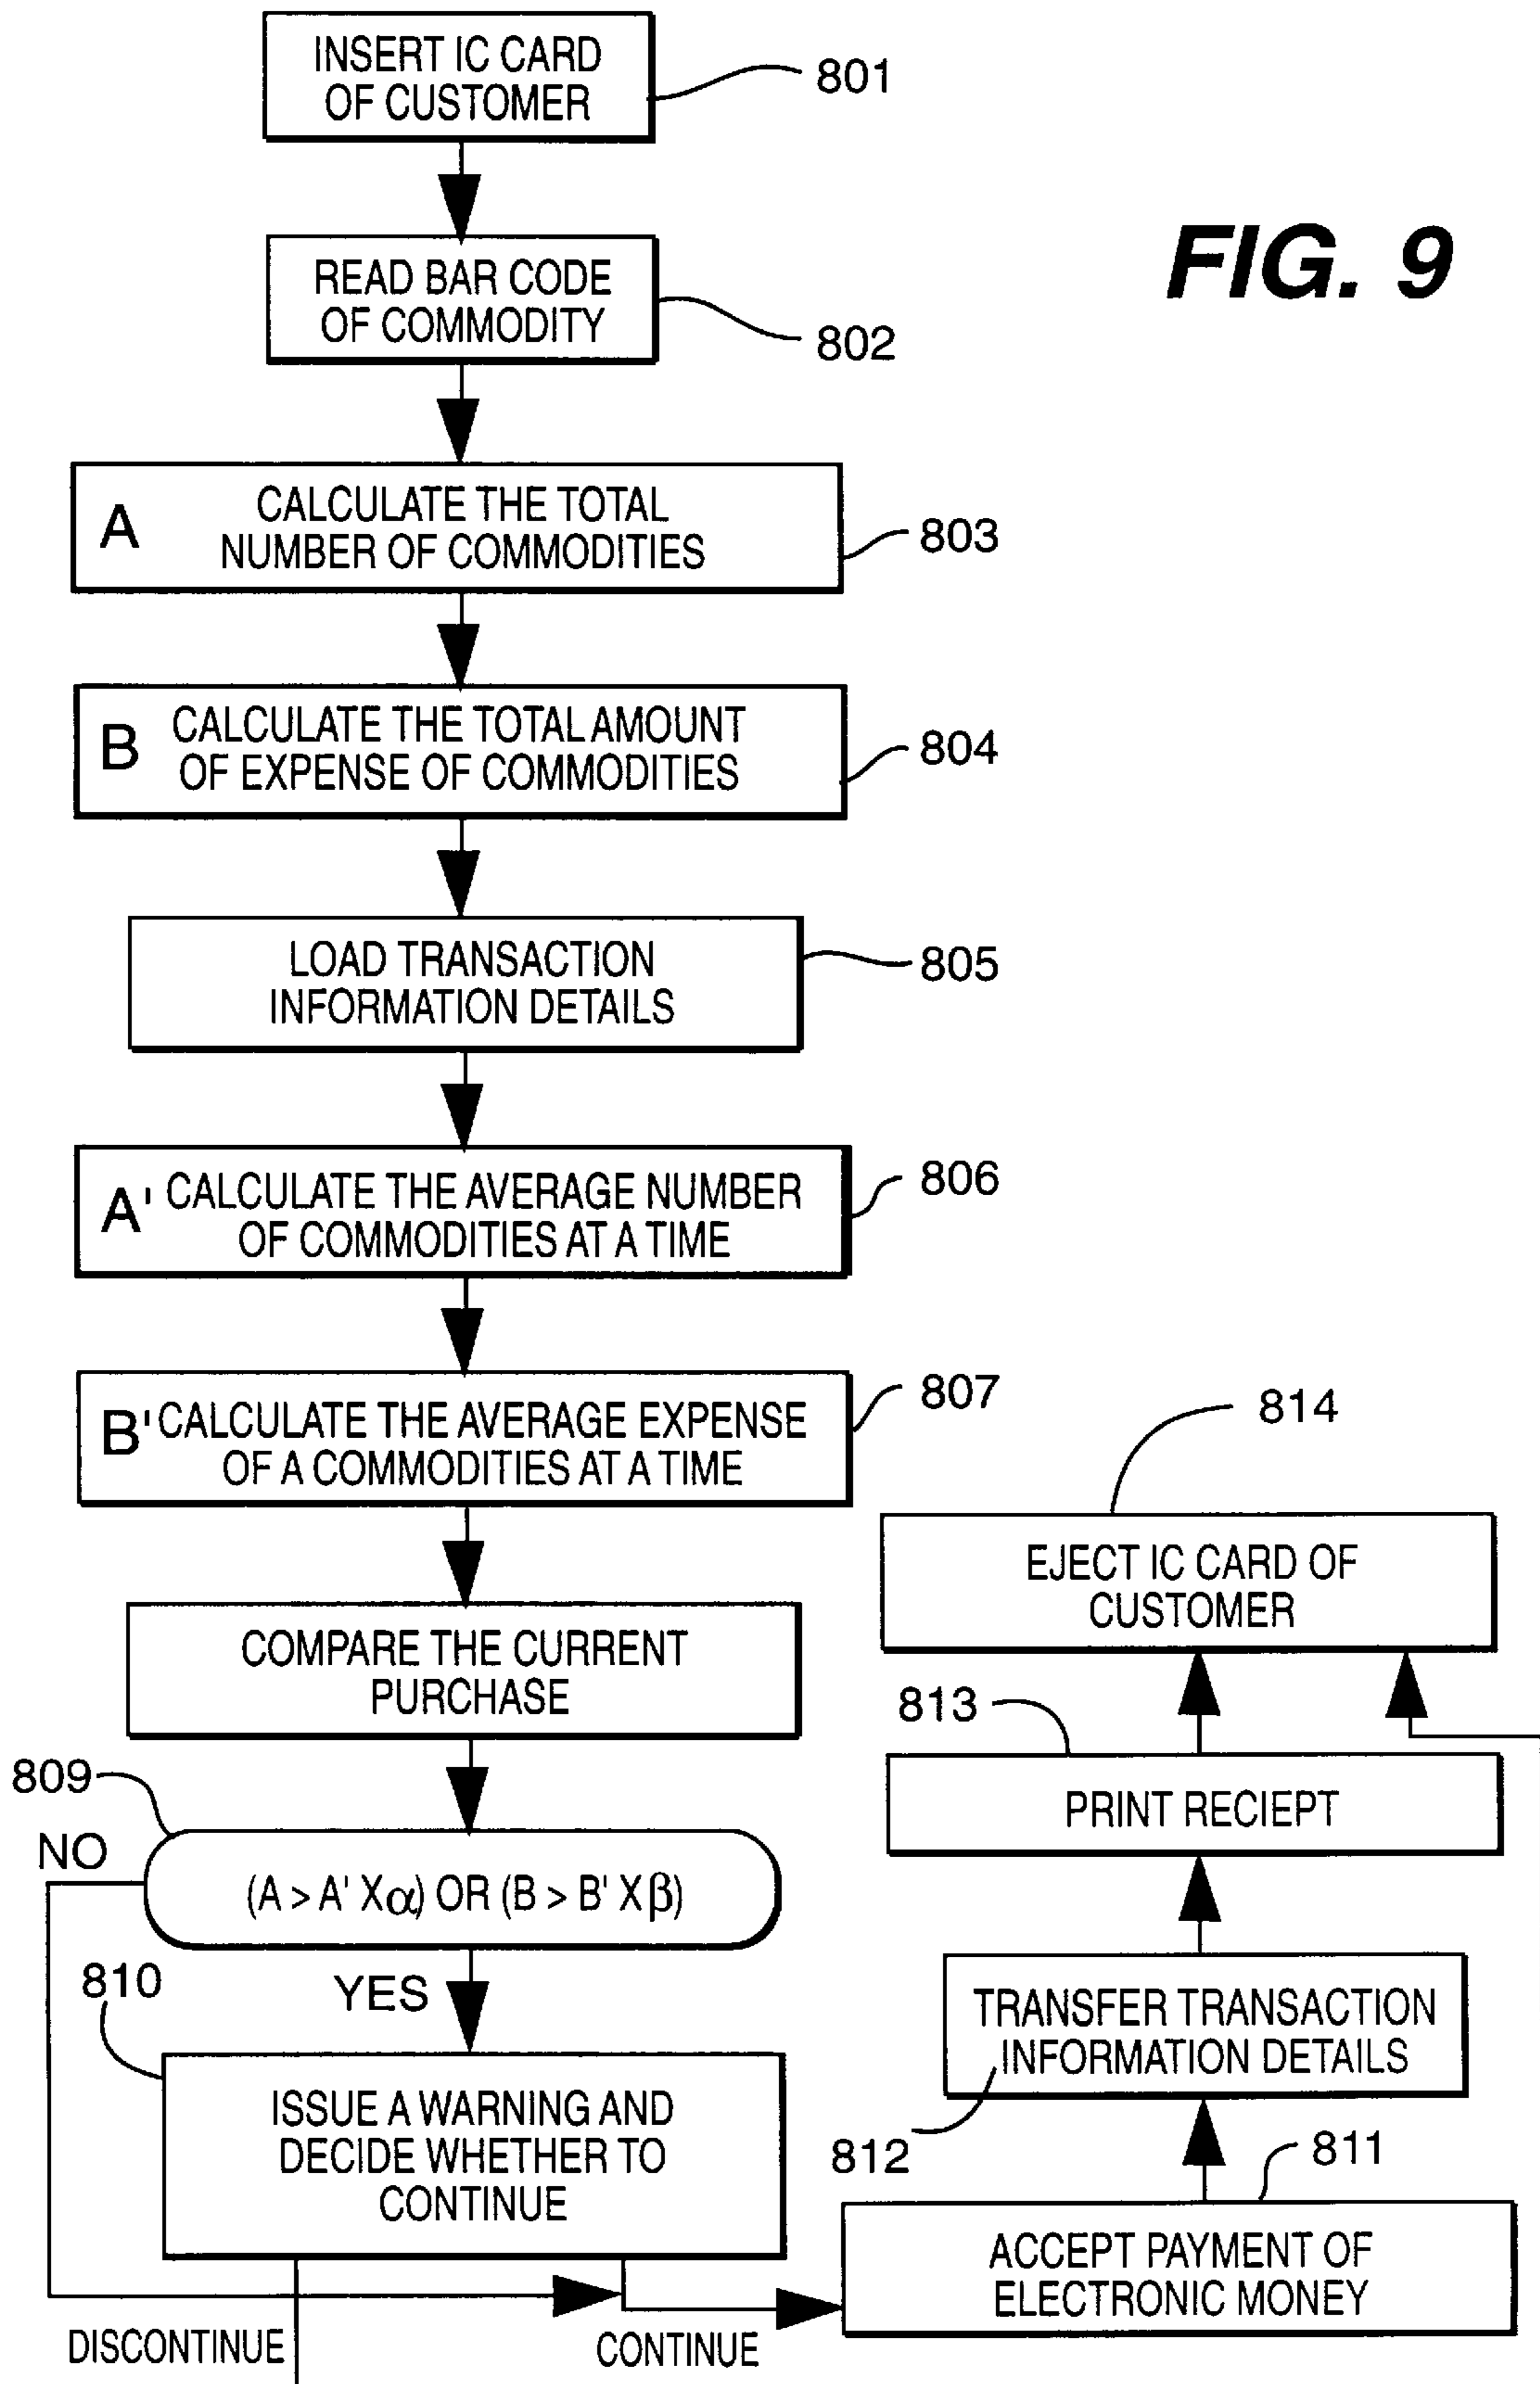 INSERT IC CARD
OF CUSTOMER
801
FIG. 9
READ BAR CODE
OF COMMODITY
802
A
CALCULATE THE TOTAL
NUMBER OF COMMODITIES
803
B
CALCULATE THE TOTAL AMOUNT
OF EXPENSE OF COMMODITIES
804
LOAD TRANSACTION
INFORMATION DETAILS
805
A'
CALCULATE THE AVERAGE NUMBER
OF COMMODITIES AT A TIME
806
B'
CALCULATE THE AVERAGE EXPENSE
OF A COMMODITIES AT A TIME
807
COMPARE THE CURRENT
PURCHASE
809
NO
(A > A' X α) OR (B > B' X β)
YES
810
ISSUE A WARNING AND
DECIDE WHETHER TO
CONTINUE
DISCONTINUE
CONTINUE
814
EJECT IC CARD OF
CUSTOMER
813
PRINT RECIEPT
TRANSFER TRANSACTION
INFORMATION DETAILS
812
811
ACCEPT PAYMENT OF
ELECTRONIC MONEY